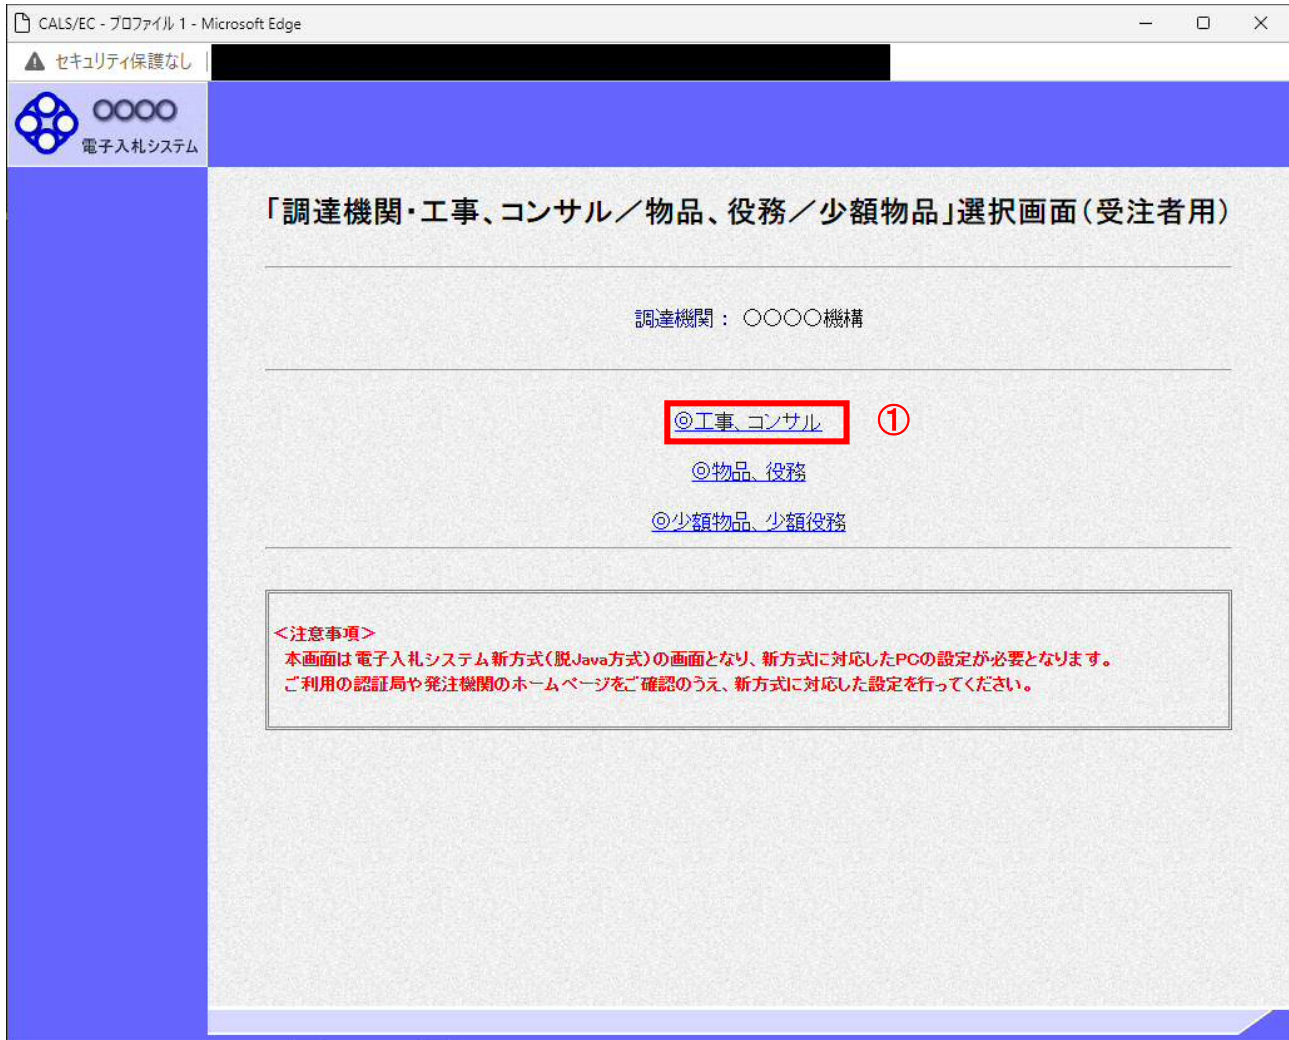 CALS/EC - プロファイル 1 - Microsoft Edge
セキュリティ保護なし
○○○○
電子入札システム
「調達機関・工事、コンサル／物品、役務／少額物品」選択画面（受注者用）
調達機関： ○○○○機構
◎工事、コンサル ①
◎物品、役務
◎少額物品、少額役務
＜注意事項＞
本画面は電子入札システム新方式（脱Java方式）の画面となり、新方式に対応したPCの設定が必要となります。
ご利用の認証局や発注機関のホームページをご確認のうえ、新方式に対応した設定を行ってください。